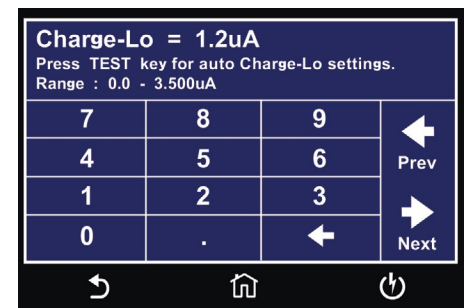 Charge-Lo = 1.2uA
Press TEST key for auto Charge-Lo settings.
Range : 0.0 - 3.500uA
7 8 9
4 5 6 Prev
1 2 3
0 . Next